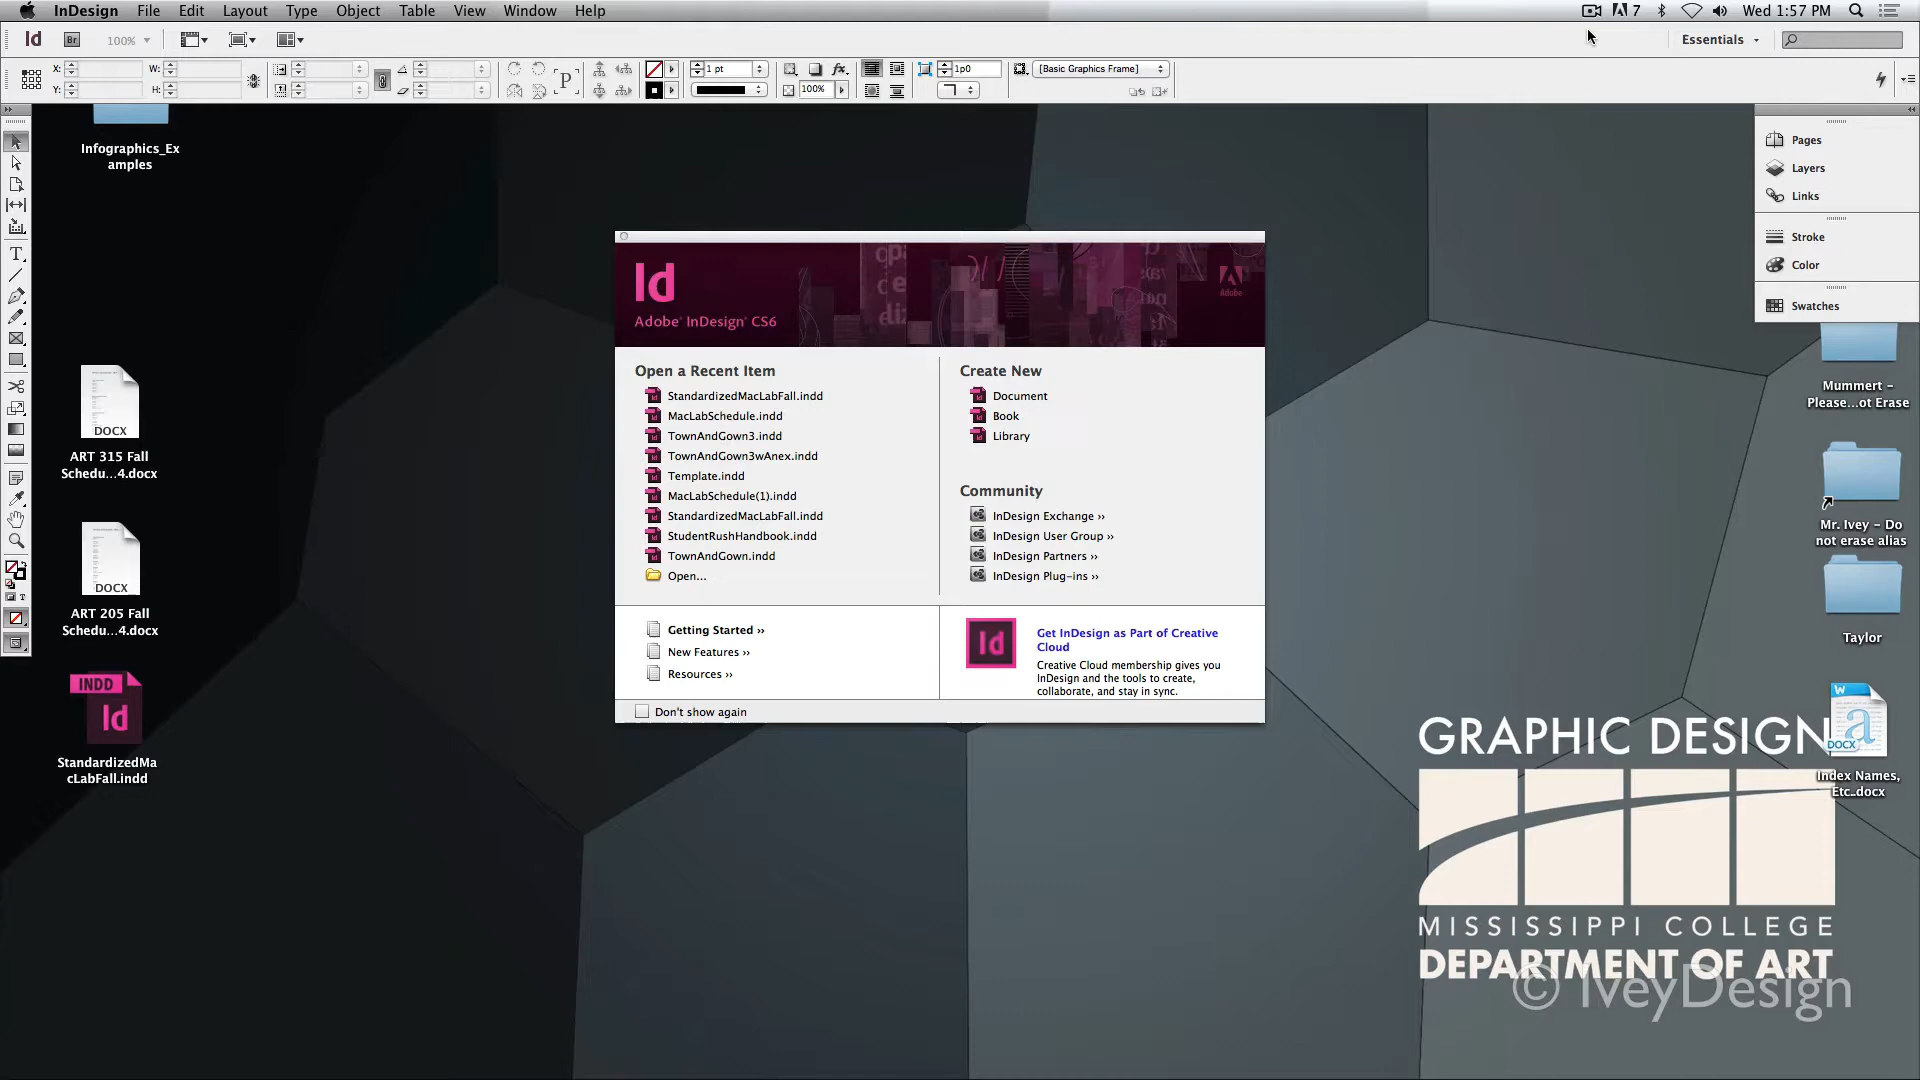 InDesign File Edit Layout Type Object Table View Window Help
7 Wed 1:57 PM
Id Br 100% Essentials
X: W: 1 pt 1p0 [Basic Graphics Frame]
Y: H: P 100%
Infographics_Ex
amples
DOCX
ART 315 Fall
Schedu...4.docx
DOCX
ART 205 Fall
Schedu...4.docx
INDD
Id
StandardizedMa
cLabFall.indd
Id
Adobe® InDesign® CS6
Adobe
Open a Recent Item
StandardizedMacLabFall.indd
MacLabSchedule.indd
TownAndGown3.indd
TownAndGown3wAnex.indd
Template.indd
MacLabSchedule(1).indd
StandardizedMacLabFall.indd
StudentRushHandbook.indd
TownAndGown.indd
Open...
Create New
Document
Book
Library
Community
InDesign Exchange ››
InDesign User Group ››
InDesign Partners ››
InDesign Plug-ins ››
Getting Started ››
New Features ››
Resources ››
Id
Get InDesign as Part of Creative
Cloud
Creative Cloud membership gives you
InDesign and the tools to create,
collaborate, and stay in sync.
Don't show again
Pages
Layers
Links
Stroke
Color
Swatches
Mummert -
Please...ot Erase
Mr. Ivey - Do
not erase alias
Taylor
W
DOCX
Index Names,
Etc..docx
GRAPHIC DESIGN
MISSISSIPPI COLLEGE
DEPARTMENT OF ART
© IveyDesign